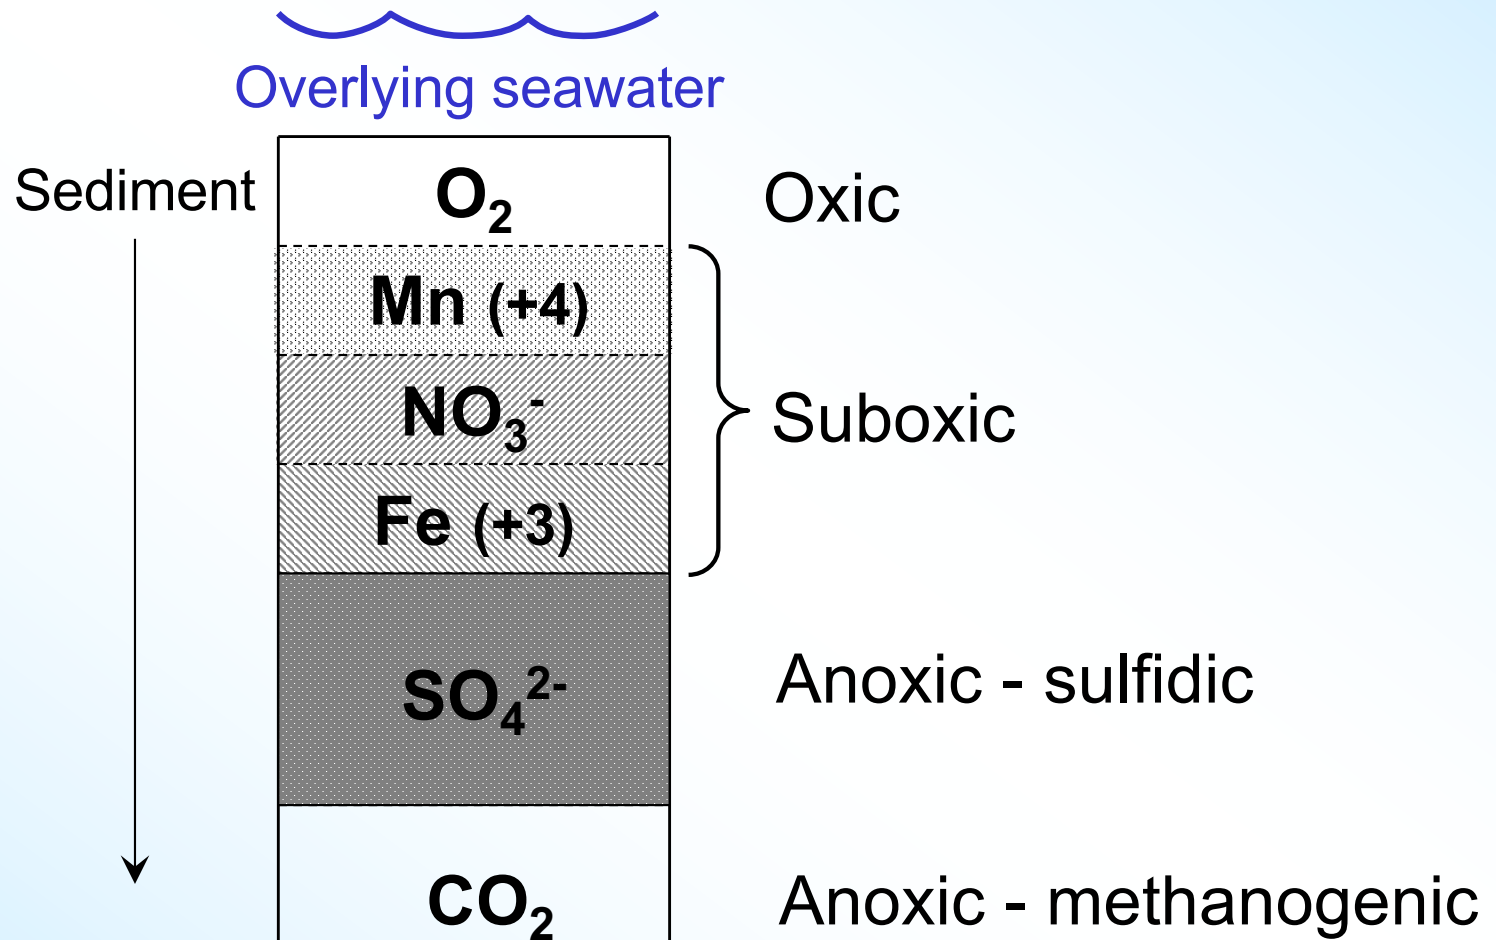 Overlying seawater
Sediment
O₂
Oxic
Mn (+4)
NO₃⁻
Suboxic
Fe (+3)
SO₄²⁻
Anoxic - sulfidic
CO₂
Anoxic - methanogenic